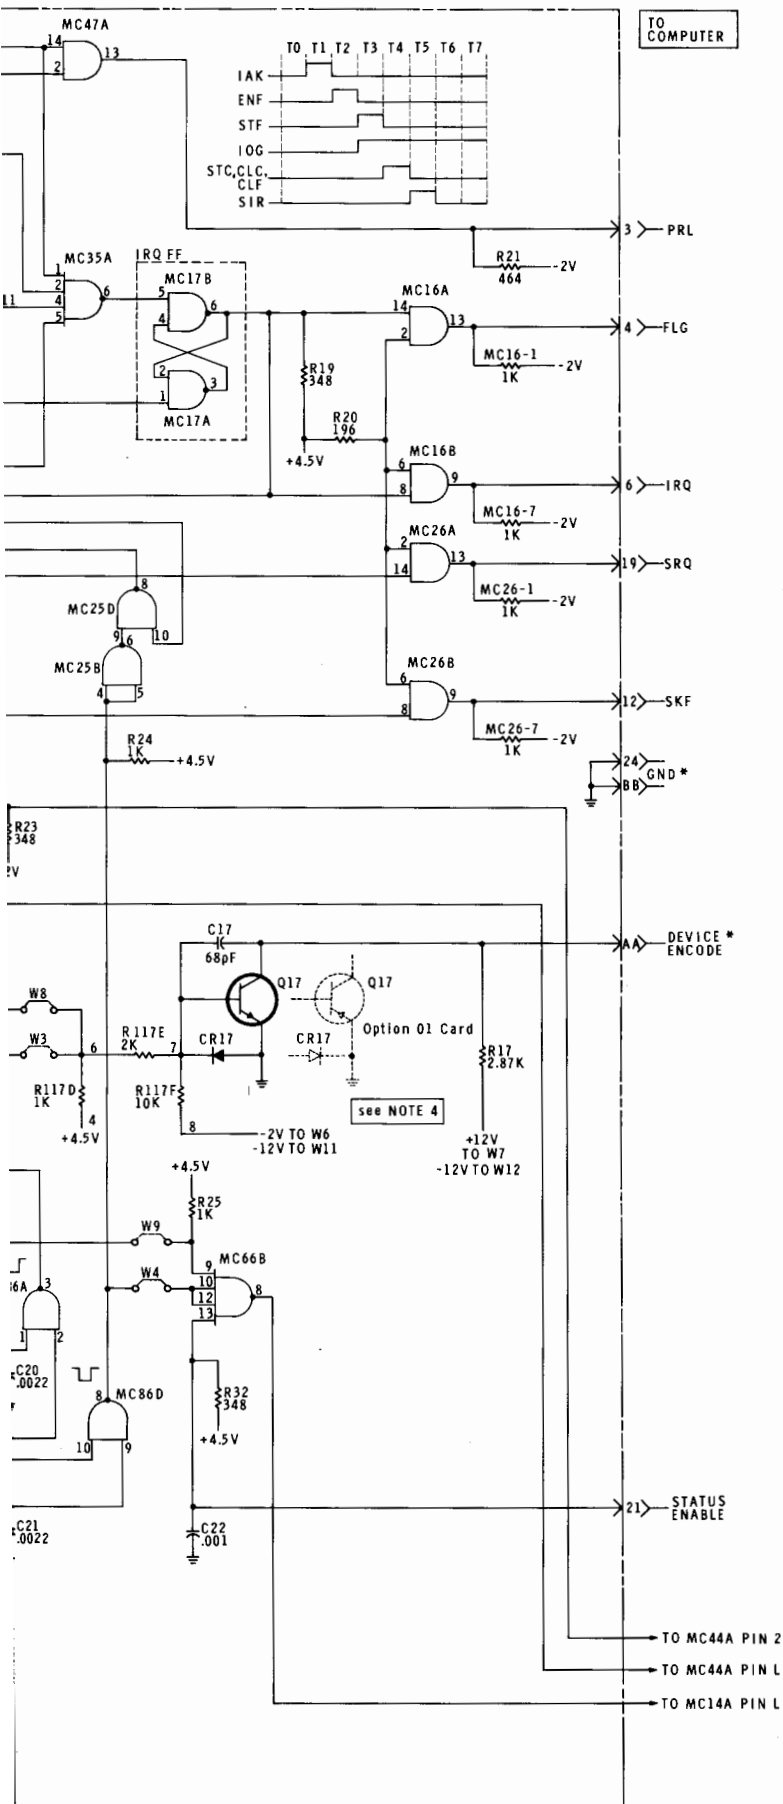 MC47A
14
2
13
TO
COMPUTER
T0 T1 T2 T3 T4 T5 T6 T7
IAK
ENF
STF
IOG
STC,CLC,
CLF
SIR
3 PRL
R21
464
-2V
MC35A
1
2
4
5
6
11
IRQ FF
MC17B
5
4
6
2
1
3
MC17A
MC16A
14
2
13
4 FLG
MC16-1
1K
-2V
R19
348
R20
196
+4.5V
MC16B
6
8
9
6 IRQ
MC16-7
1K
-2V
MC26A
2
14
13
19 SRQ
MC26-1
1K
-2V
MC25D
8
9
10
MC25B
6
4
5
MC26B
6
8
9
12 SKF
MC26-7
1K
-2V
R24
1K
+4.5V
24
BB
GND *
R23
348
2V
C17
68pF
AA DEVICE *
ENCODE
Q17
Q17
Option 01 Card
W8
W3
6
R117E
2K
7
CR17
CR17
R17
2.87K
R117D
1K
4
+4.5V
R117F
10K
8
-2V TO W6
-12V TO W11
see NOTE 4
+12V
TO W7
-12V TO W12
+4.5V
R25
1K
W9
MC66B
9
10
12
13
8
W4
6A
3
1
2
C20
.0022
MC86D
8
10
9
R32
348
+4.5V
C21
.0022
C22
.001
21 STATUS
ENABLE
TO MC44A PIN 2
TO MC44A PIN L
TO MC14A PIN L